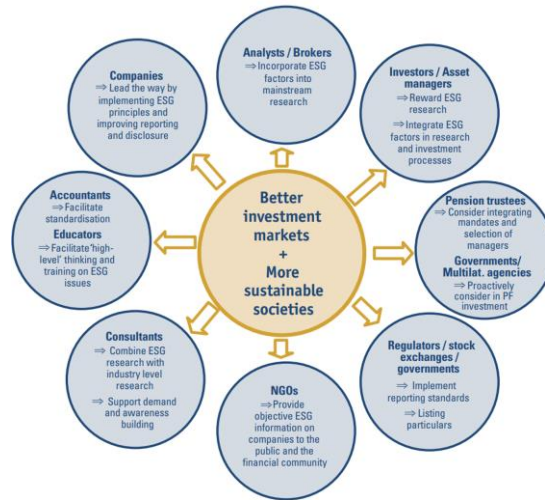 Analysts / Brokers
⇒ Incorporate ESG
factors into
mainstream
research
Investors / Asset
managers
⇒ Reward ESG
research
⇒ Integrate ESG
factors in research
and investment
processes
Pension trustees
⇒ Consider integrating
mandates and
selection of
managers
Governments/
Multilat. agencies
⇒ Proactively
consider in PF
investment
Regulators / stock
exchanges /
governments
⇒ Implement
reporting standards
⇒ Listing
particulars
NGOs
⇒ Provide
objective ESG
information on
companies to
the public and
the financial
community
Consultants
⇒ Combine ESG
research with
industry level
research
⇒ Support demand
and awareness
building
Accountants
⇒ Facilitate
standardisation
Educators
⇒ Facilitate ‘high-
level’ thinking and
training on ESG
issues
Companies
⇒ Lead the way by
implementing ESG
principles and
improving reporting
and disclosure
Better
investment
markets
+
More
sustainable
societies